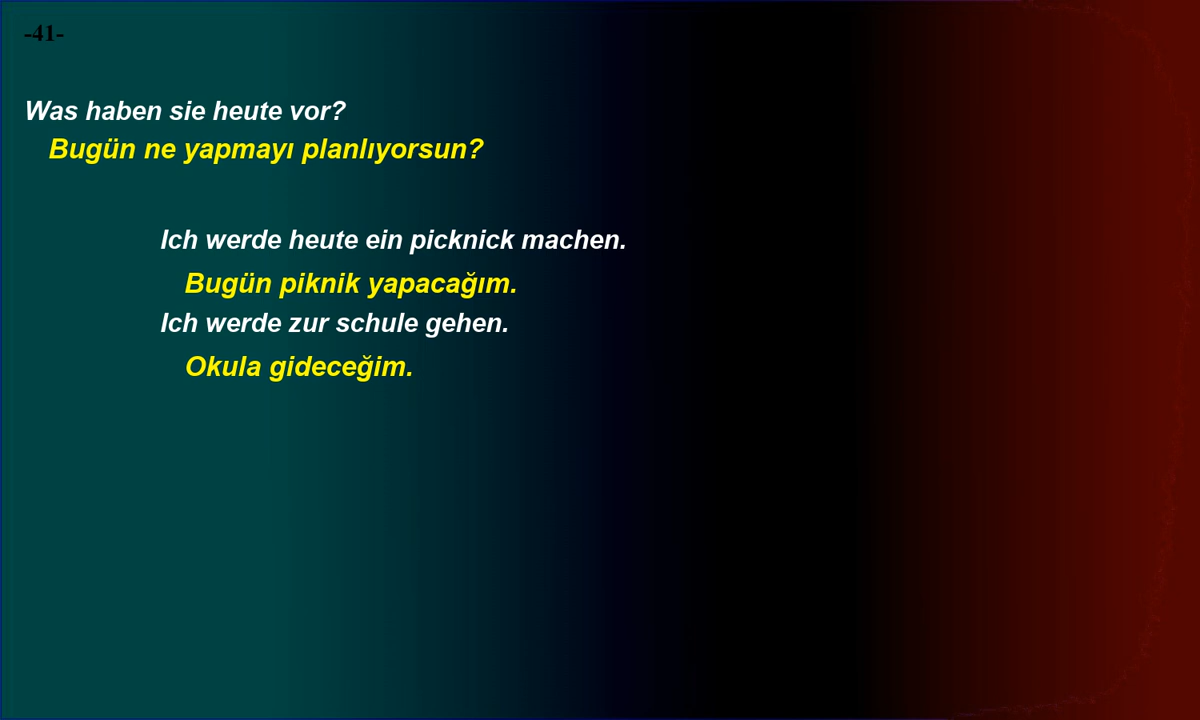 -41-
Was haben sie heute vor?
Bugün ne yapmayı planlıyorsun?
Ich werde heute ein picknick machen.
Bugün piknik yapacağım.
Ich werde zur schule gehen.
Okula gideceğim.